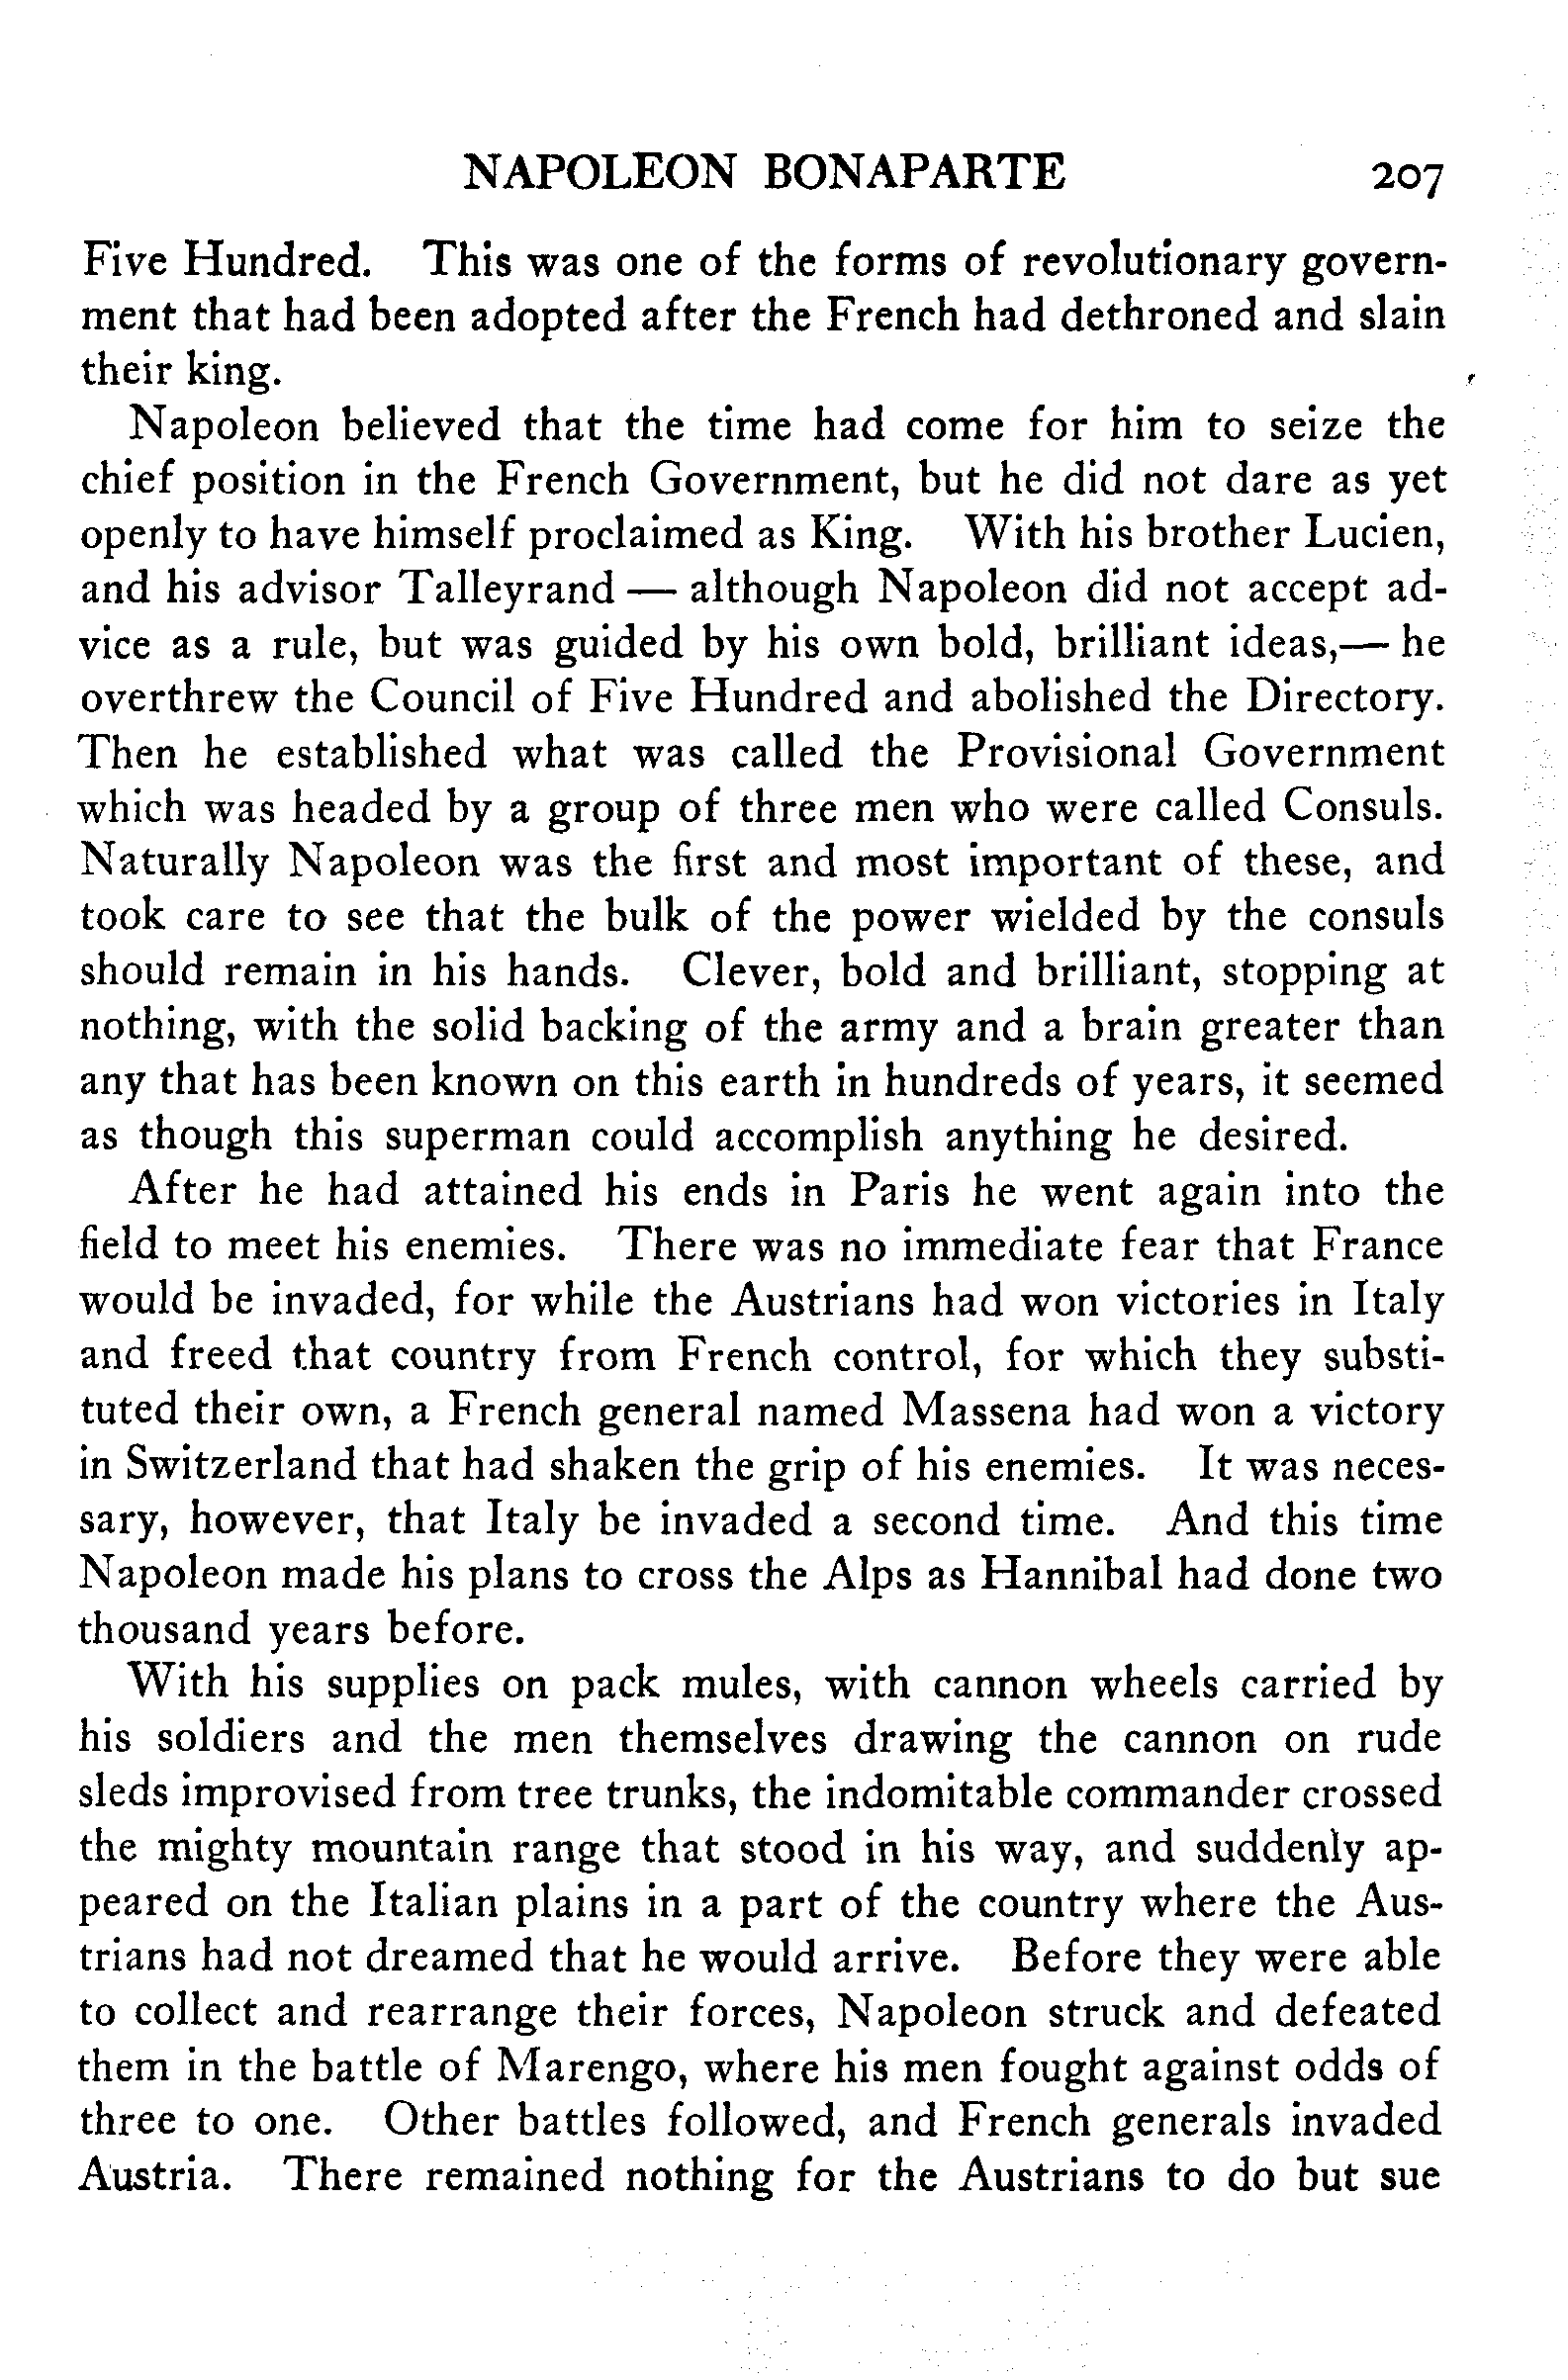 NAPOLEON BONAPARTE 207
Five Hundred. This was one of the forms of revolutionary govern-
ment that had been adopted after the French had dethroned and slain
their king.
Napoleon believed that the time had come for him to seize the
chief position in the French Government, but he did not dare as yet
openly to have himself proclaimed as King. With his brother Lucien,
and his advisor Talleyrand — although Napoleon did not accept ad-
vice as a rule, but was guided by his own bold, brilliant ideas,— he
overthrew the Council of Five Hundred and abolished the Directory.
Then he established what was called the Provisional Government
which was headed by a group of three men who were called Consuls.
Naturally Napoleon was the first and most important of these, and
took care to see that the bulk of the power wielded by the consuls
should remain in his hands. Clever, bold and brilliant, stopping at
nothing, with the solid backing of the army and a brain greater than
any that has been known on this earth in hundreds of years, it seemed
as though this superman could accomplish anything he desired.
After he had attained his ends in Paris he went again into the
field to meet his enemies. There was no immediate fear that France
would be invaded, for while the Austrians had won victories in Italy
and freed that country from French control, for which they substi-
tuted their own, a French general named Massena had won a victory
in Switzerland that had shaken the grip of his enemies. It was neces-
sary, however, that Italy be invaded a second time. And this time
Napoleon made his plans to cross the Alps as Hannibal had done two
thousand years before.
With his supplies on pack mules, with cannon wheels carried by
his soldiers and the men themselves drawing the cannon on rude
sleds improvised from tree trunks, the indomitable commander crossed
the mighty mountain range that stood in his way, and suddenly ap-
peared on the Italian plains in a part of the country where the Aus-
trians had not dreamed that he would arrive. Before they were able
to collect and rearrange their forces, Napoleon struck and defeated
them in the battle of Marengo, where his men fought against odds of
three to one. Other battles followed, and French generals invaded
Austria. There remained nothing for the Austrians to do but sue